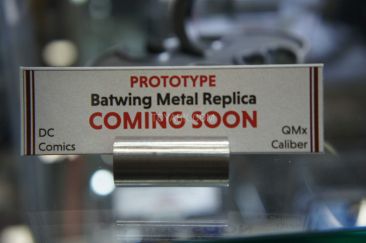 PROTOTYPE
Batwing Metal Replica
COMING SOON
DC
Comics
QMx
Caliber